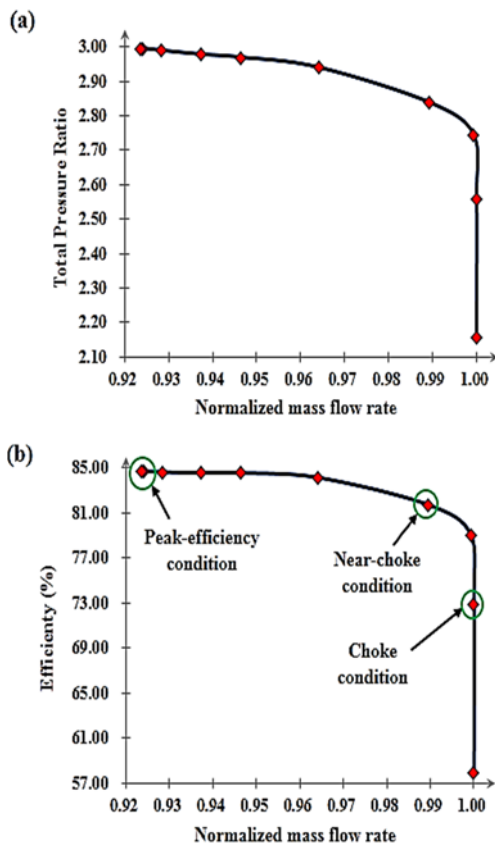 (a)
3.00
2.90
2.80
2.70
2.60
2.50
2.40
2.30
2.20
2.10
Total Pressure Ratio
0.92 0.93 0.94 0.95 0.96 0.97 0.98 0.99 1.00
Normalized mass flow rate
(b)
85.00
81.00
77.00
73.00
69.00
65.00
61.00
57.00
Efficienty (%)
Peak-efficiency
condition
Near-choke
condition
Choke
condition
0.92 0.93 0.94 0.95 0.96 0.97 0.98 0.99 1.00
Normalized mass flow rate